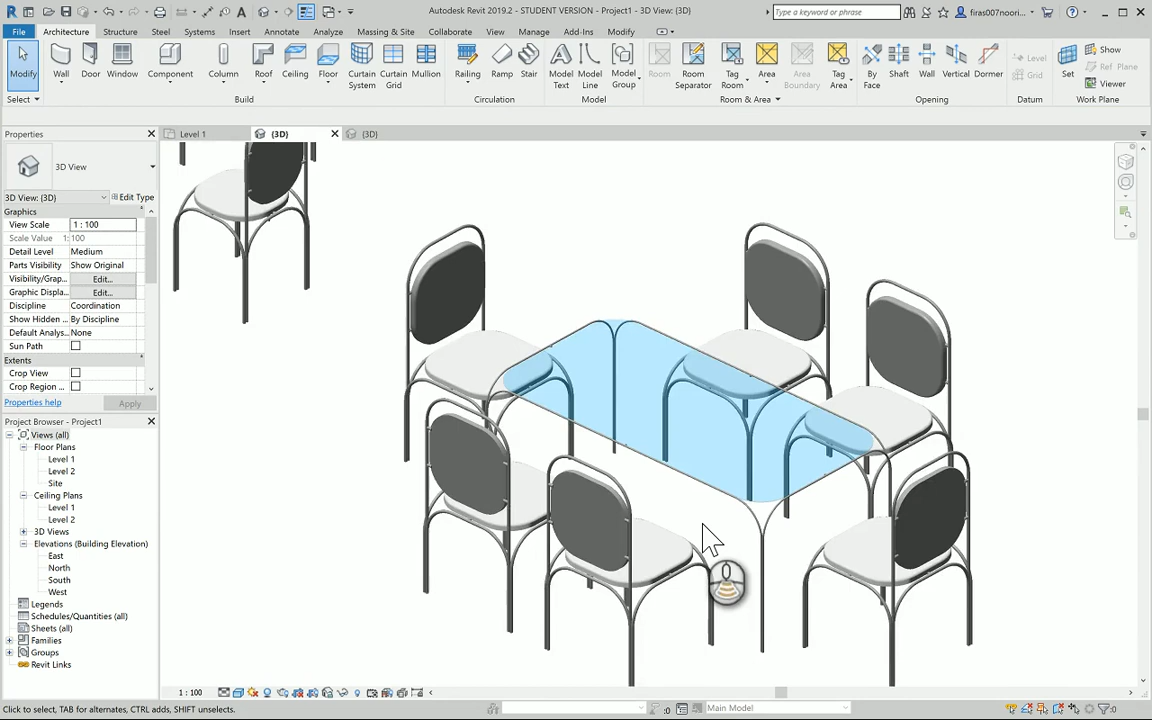 Autodesk Revit 2019.2 - STUDENT VERSION - Project1 - 3D View: {3D}
Type a keyword or phrase
firas007noori...
File Architecture Structure Steel Systems Insert Annotate Analyze Massing & Site Collaborate View Manage Add-Ins Modify
Modify Wall Door Window Component Column Roof Ceiling Floor Curtain System Curtain Grid Mullion Railing Ramp Stair Model Text Model Line Model Group Room Room Separator Tag Room Area Area Boundary Tag Area By Face Shaft Wall Vertical Dormer Level Grid Set Show Ref Plane Viewer
Select Build Circulation Model Room & Area Opening Datum Work Plane
Properties
Level 1 {3D} {3D}
3D View
3D View: {3D} Edit Type
Graphics
View Scale 1 : 100
Scale Value 1: 100
Detail Level Medium
Parts Visibility Show Original
Visibility/Grap... Edit...
Graphic Displa... Edit...
Discipline Coordination
Show Hidden ... By Discipline
Default Analys... None
Sun Path
Extents
Crop View
Crop Region ...
Properties help Apply
Project Browser - Project1
Views (all)
Floor Plans
Level 1
Level 2
Site
Ceiling Plans
Level 1
Level 2
3D Views
Elevations (Building Elevation)
East
North
South
West
Legends
Schedules/Quantities (all)
Sheets (all)
Families
Groups
Revit Links
1 : 100
Click to select, TAB for alternates, CTRL adds, SHIFT unselects.
:0
Main Model
:0